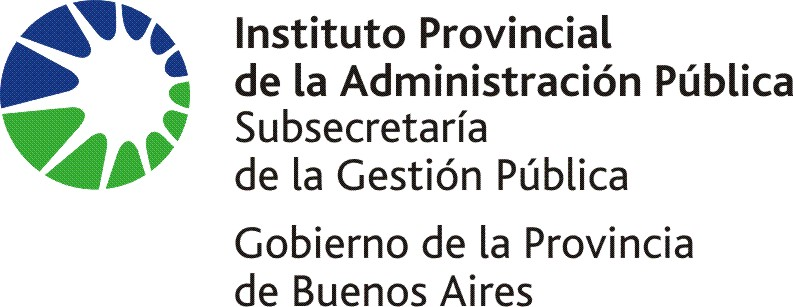 Instituto Provincial
de la Administración Pública
Subsecretaría
de la Gestión Pública
Gobierno de la Provincia
de Buenos Aires